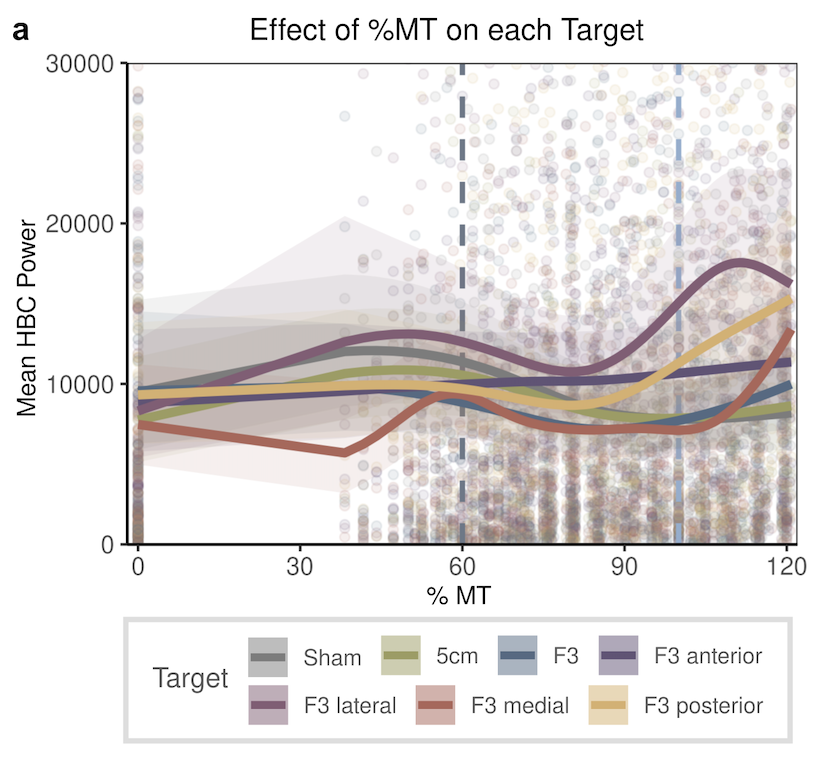 a
Effect of %MT on each Target
30000
20000
10000
0
Mean HBC Power
0 30 60 90 120
% MT
Target
Sham 5cm F3 F3 anterior
F3 lateral F3 medial F3 posterior